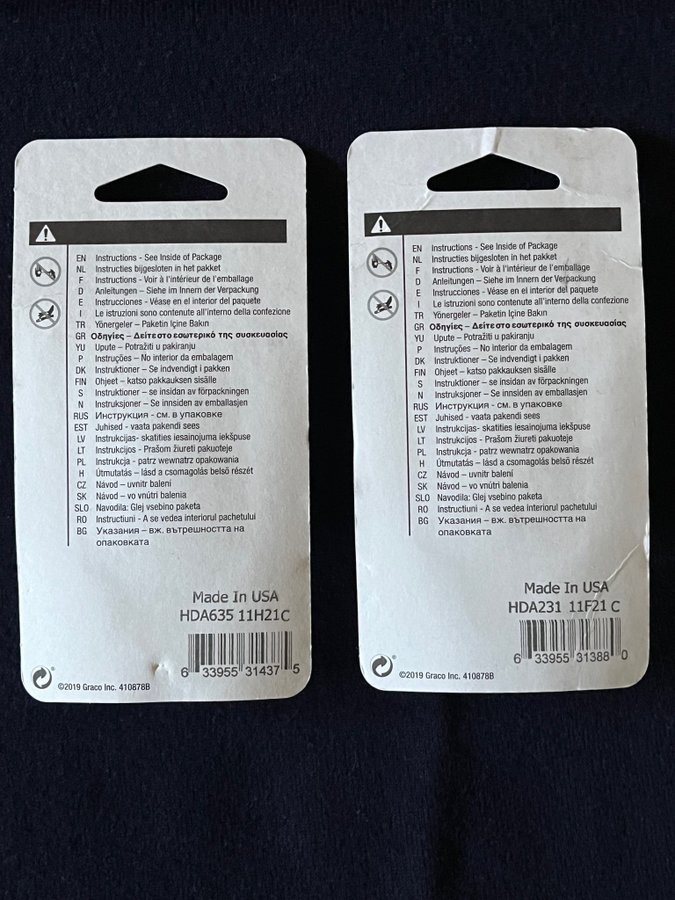 EN Instructions - See Inside of Package
NL Instructies bijgesloten in het pakket
F Instructions - Voir à l'intérieur de l'emballage
D Anleitungen – Siehe im Innern der Verpackung
E Instrucciones - Véase en el interior del paquete
I Le istruzioni sono contenute all'interno della confezione
TR Yönergeler – Paketin Içine Bakın
GR Οδηγίες – Δείτε στο εσωτερικό της συσκευασίας
YU Upute – Potražiti u pakiranju
P Instruções – No interior da embalagem
DK Instruktioner – Se indvendigt i pakken
FIN Ohjeet – katso pakkauksen sisälle
S Instruktioner – se insidan av förpackningen
N Instruksjoner – Se innsiden av emballasjen
RUS Инструкция - см. в упаковке
EST Juhised - vaata pakendi sees
LV Instrukcijas- skatities iesainojuma iekšpuse
LT Instrukcijos - Prašom žiureti pakuoteje
PL Instrukcja - patrz wewnatrz opakowania
H Útmutatás – lásd a csomagolás belső részét
CZ Návod – uvnitr balení
SK Návod – vo vnútri balenia
SLO Navodila: Glej vsebino paketa
RO Instructiuni - A se vedea interiorul pachetului
BG Указания – вж. вътрешността на
опаковката
Made In USA
HDA635 11H21C
6 33955 31437 5
©2019 Graco Inc. 410878B
EN Instructions - See Inside of Package
NL Instructies bijgesloten in het pakket
F Instructions - Voir à l'intérieur de l'emballage
D Anleitungen – Siehe im Innern der Verpackung
E Instrucciones - Véase en el interior del paquete
I Le istruzioni sono contenute all'interno della confezione
TR Yönergeler – Paketin Içine Bakın
GR Οδηγίες – Δείτε στο εσωτερικό της συσκευασίας
YU Upute – Potražiti u pakiranju
P Instruções – No interior da embalagem
DK Instruktioner – Se indvendigt i pakken
FIN Ohjeet – katso pakkauksen sisälle
S Instruktioner – se insidan av förpackningen
N Instruksjoner – Se innsiden av emballasjen
RUS Инструкция - см. в упаковке
EST Juhised - vaata pakendi sees
LV Instrukcijas- skatities iesainojuma iekšpuse
LT Instrukcijos - Prašom žiureti pakuoteje
PL Instrukcja - patrz wewnatrz opakowania
H Útmutatás – lásd a csomagolás belső részét
CZ Návod – uvnitr balení
SK Návod – vo vnútri balenia
SLO Navodila: Glej vsebino paketa
RO Instructiuni - A se vedea interiorul pachetului
BG Указания – вж. вътрешността на
опаковката
Made In USA
HDA231 11F21 C
6 33955 31388 0
©2019 Graco Inc. 410878B